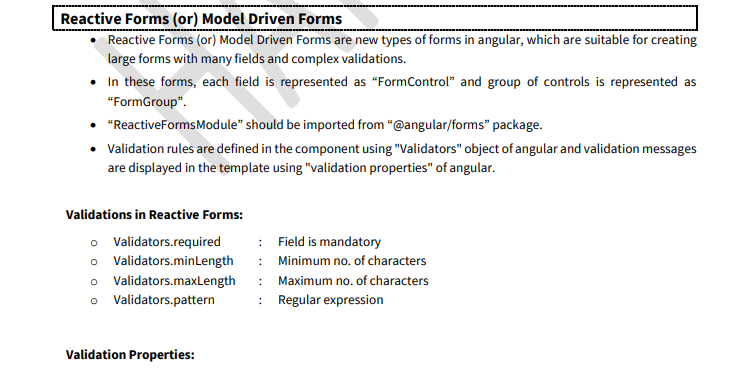 Reactive Forms (or) Model Driven Forms
• Reactive Forms (or) Model Driven Forms are new types of forms in angular, which are suitable for creating
large forms with many fields and complex validations.
• In these forms, each field is represented as “FormControl” and group of controls is represented as
“FormGroup”.
• “ReactiveFormsModule” should be imported from “@angular/forms” package.
• Validation rules are defined in the component using "Validators" object of angular and validation messages
are displayed in the template using "validation properties" of angular.
Validations in Reactive Forms:
o Validators.required : Field is mandatory
o Validators.minLength : Minimum no. of characters
o Validators.maxLength : Maximum no. of characters
o Validators.pattern : Regular expression
Validation Properties: